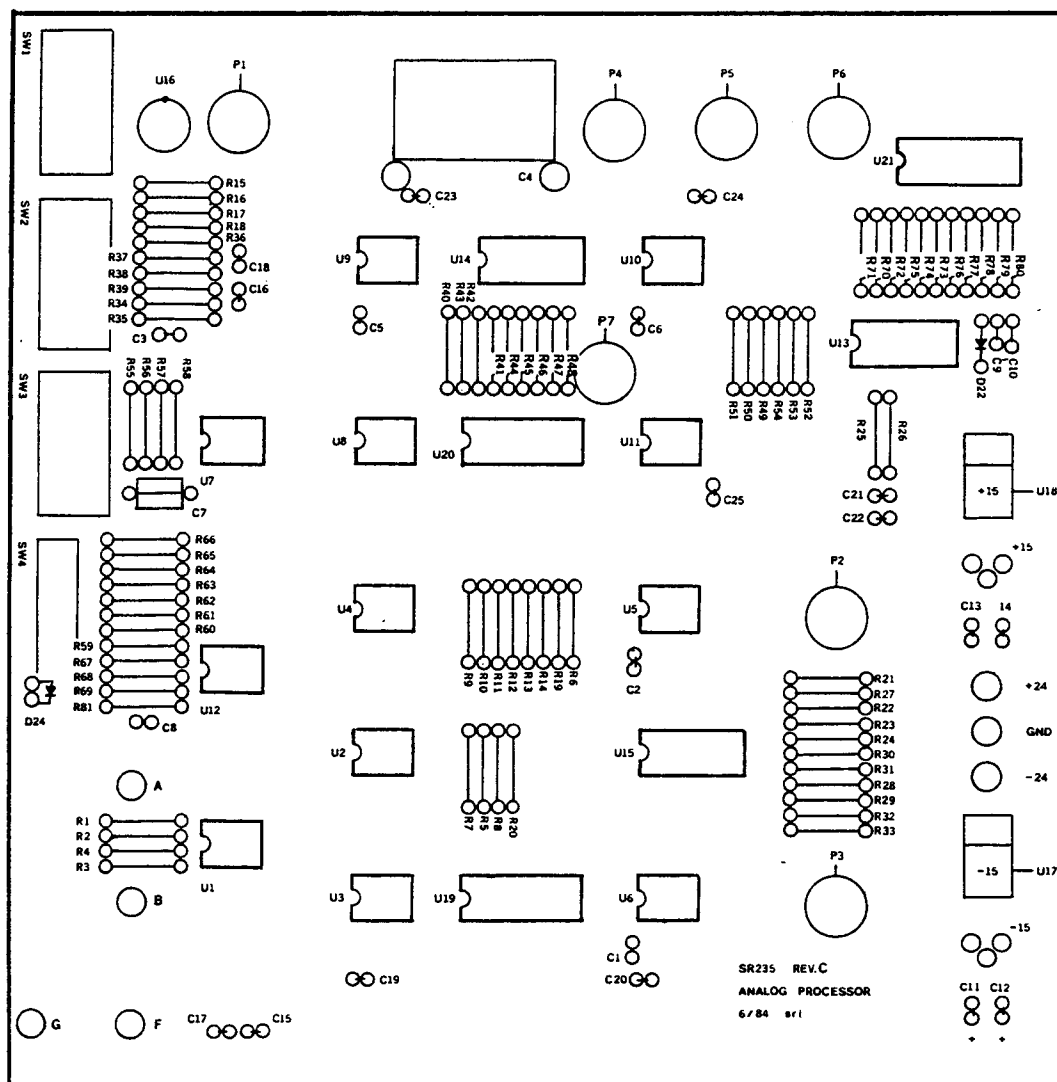 SW1
U16
P1
P4
P5
P6
U21
C4
C23
C24
R15
R16
R17
R18
R36
R37
R38
R39
R34
R35
C18
C16
C3
SW2
U9
U14
U10
C5
C6
R40
R43
R42
R41
R44
R45
R46
R47
R48
P7
R71
R70
R72
R75
R74
R73
R76
R77
R78
R79
R80
U13
C9
C10
D22
SW3
R55
R56
R57
R58
U7
C7
U8
U20
U11
C25
R51
R50
R49
R54
R53
R52
R25
R26
C21
C22
+15
U18
+15
SW4
R66
R65
R64
R63
R62
R61
R60
R59
R67
R68
R69
R81
U12
D24
C8
U4
U5
R9
R10
R11
R12
R13
R14
R19
R6
C2
P2
C13
14
R21
R27
R22
R23
R24
R30
R31
R28
R29
R32
R33
+24
GND
-24
U2
U15
R7
R5
R8
R20
A
R1
R2
R4
R3
U1
B
U3
U19
U6
P3
-15
U17
-15
C1
C19
C20
SR235 REV.C
ANALOG PROCESSOR
6/84 srl
C11
C12
+
+
G
F
C17
C15